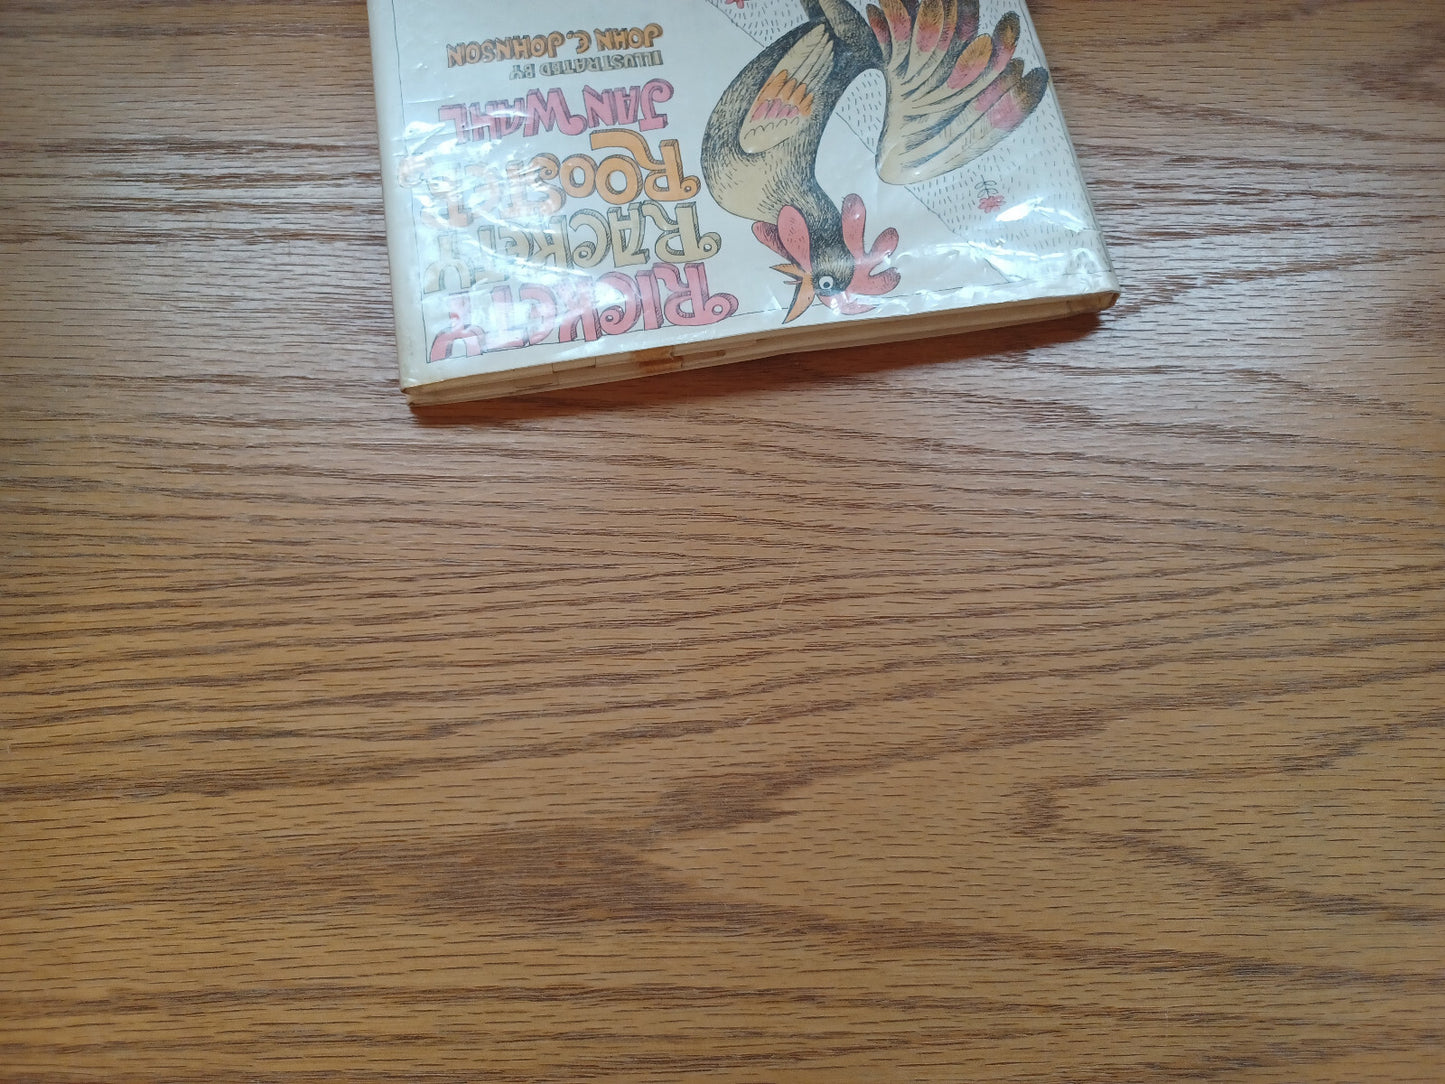 RICKETY
RACKETY
ROOSTER
JAN WAHL
ILLUSTRATED BY
JOHN C. JOHNSON